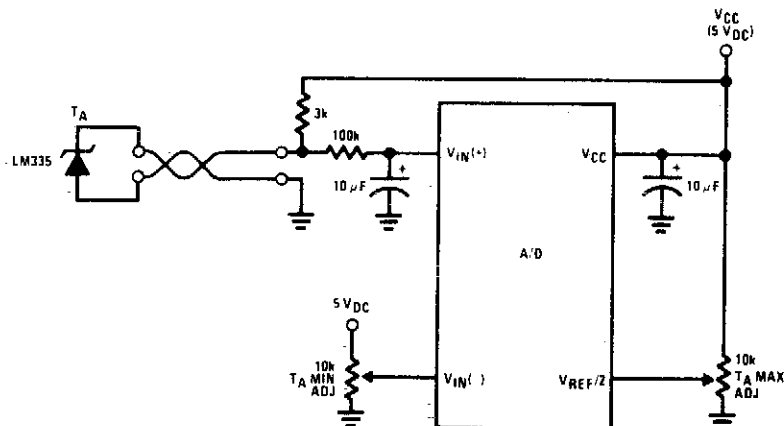 VCC
(5 VDC)
TA
3k
100k
LM335
VIN(+)
VCC
10 µF
10 µF
A/D
5 VDC
10k
TA MIN
ADJ
VIN(-)
VREF/2
10k
TA MAX
ADJ